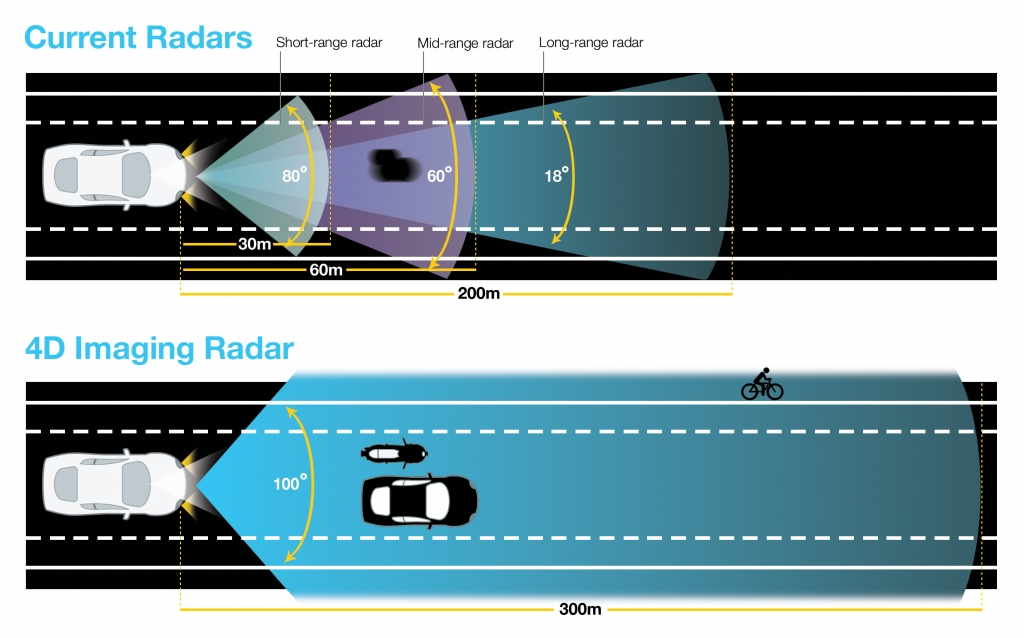 Current Radars
Short-range radar
Mid-range radar
Long-range radar
80°
60°
18°
30m
60m
200m
4D Imaging Radar
100°
300m